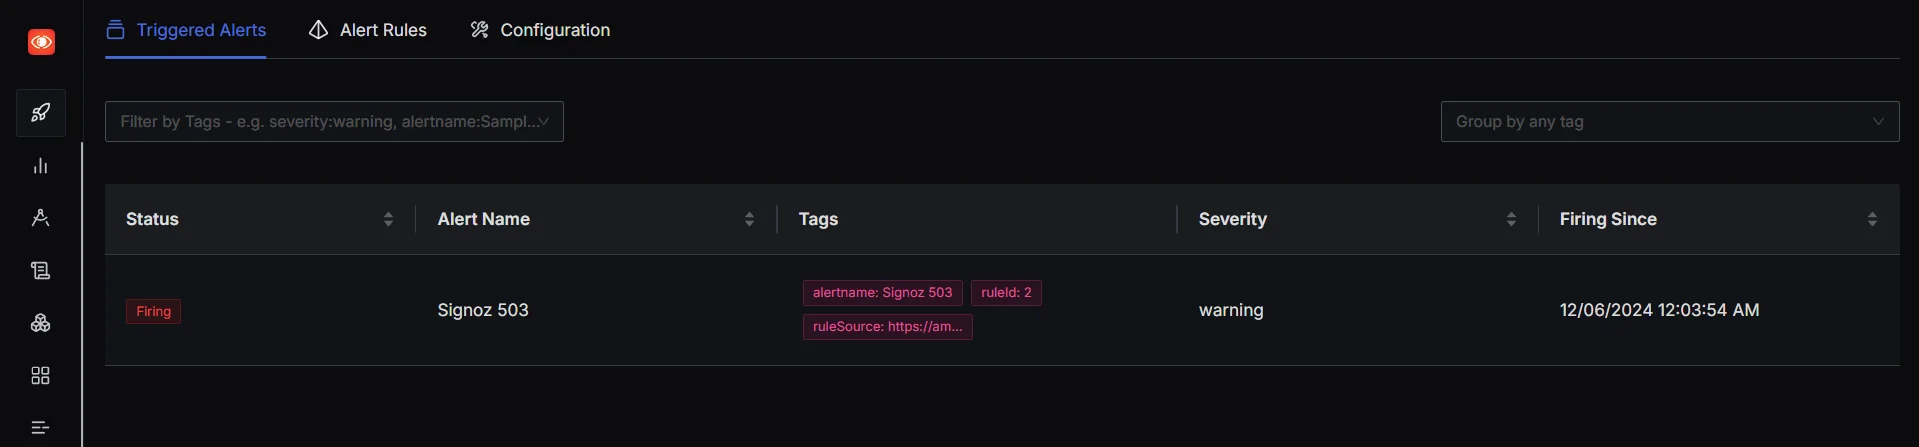 Triggered Alerts Alert Rules Configuration
Filter by Tags - e.g. severity:warning, alertname:Sampl... Group by any tag
Status Alert Name Tags Severity Firing Since
alertname: Signoz 503 ruleId: 2
Firing Signoz 503 warning 12/06/2024 12:03:54 AM
ruleSource: https://am...